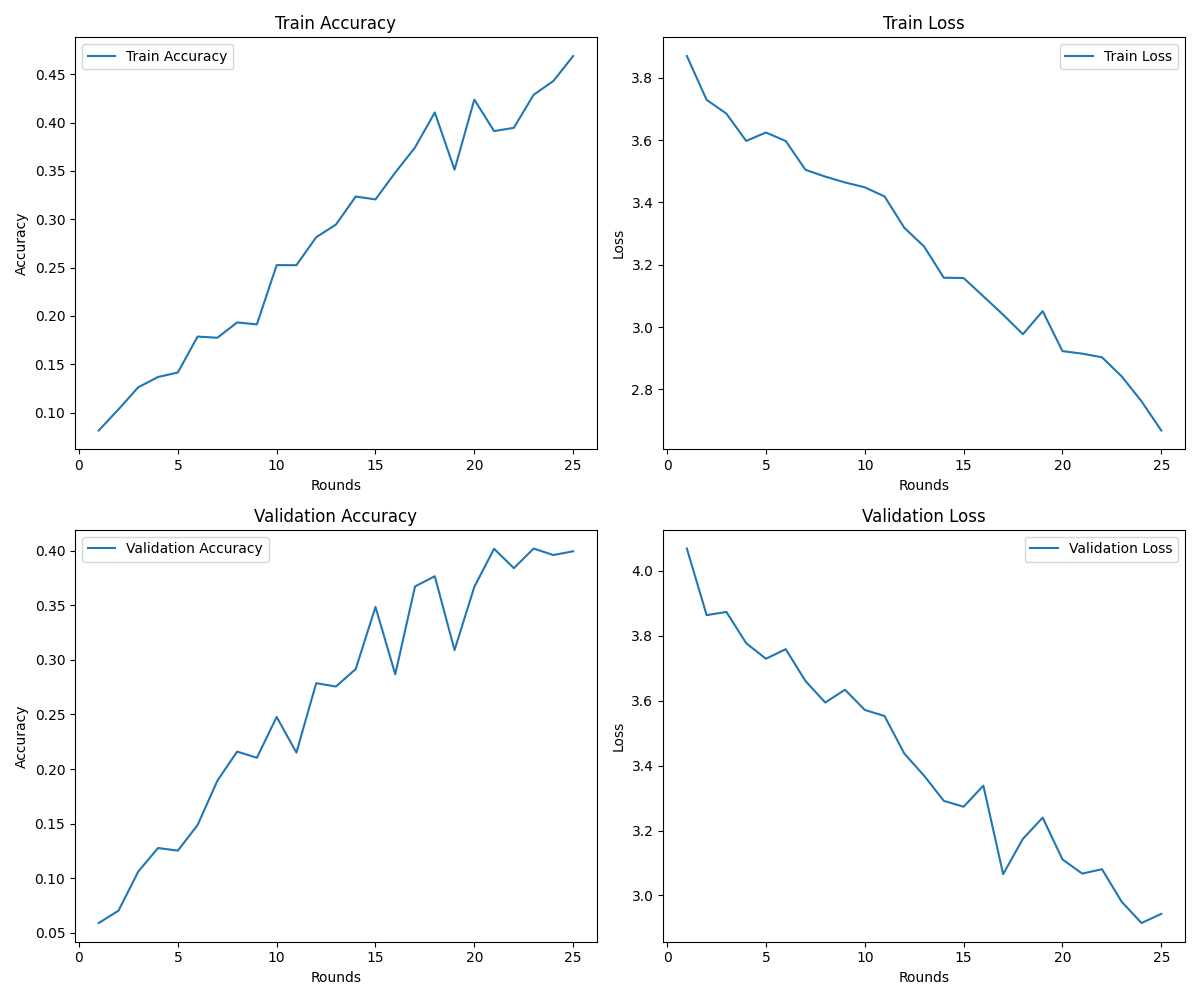 Train Accuracy
Train Accuracy
0.45
0.40
0.35
0.30
0.25
0.20
0.15
0.10
Accuracy
0 5 10 15 20 25
Rounds
Train Loss
Train Loss
3.8
3.6
3.4
3.2
3.0
2.8
Loss
0 5 10 15 20 25
Rounds
Validation Accuracy
Validation Accuracy
0.40
0.35
0.30
0.25
0.20
0.15
0.10
0.05
Accuracy
0 5 10 15 20 25
Rounds
Validation Loss
Validation Loss
4.0
3.8
3.6
3.4
3.2
3.0
Loss
0 5 10 15 20 25
Rounds